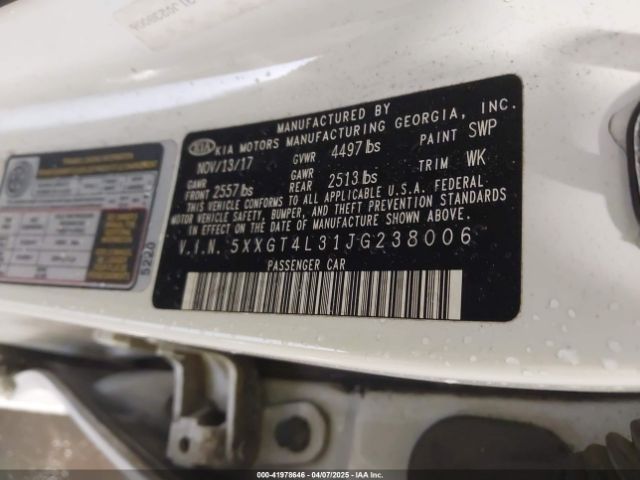 MANUFACTURED BY
KIA KIA MOTORS MANUFACTURING GEORGIA, INC.
NOV/13/17 GVWR 4497 lbs PAINT SWP
GAWR FRONT 2557 lbs GAWR REAR 2513 lbs TRIM WK
THIS VEHICLE CONFORMS TO ALL APPLICABLE U.S.A. FEDERAL
MOTOR VEHICLE SAFETY, BUMPER, AND THEFT PREVENTION STANDARDS
IN EFFECT ON THE DATE OF MANUFACTURE SHOWN ABOVE.
V.I.N. 5XXGT4L31JG238006
PASSENGER CAR
5220
000-41978646 - 04/07/2025 - IAA Inc.